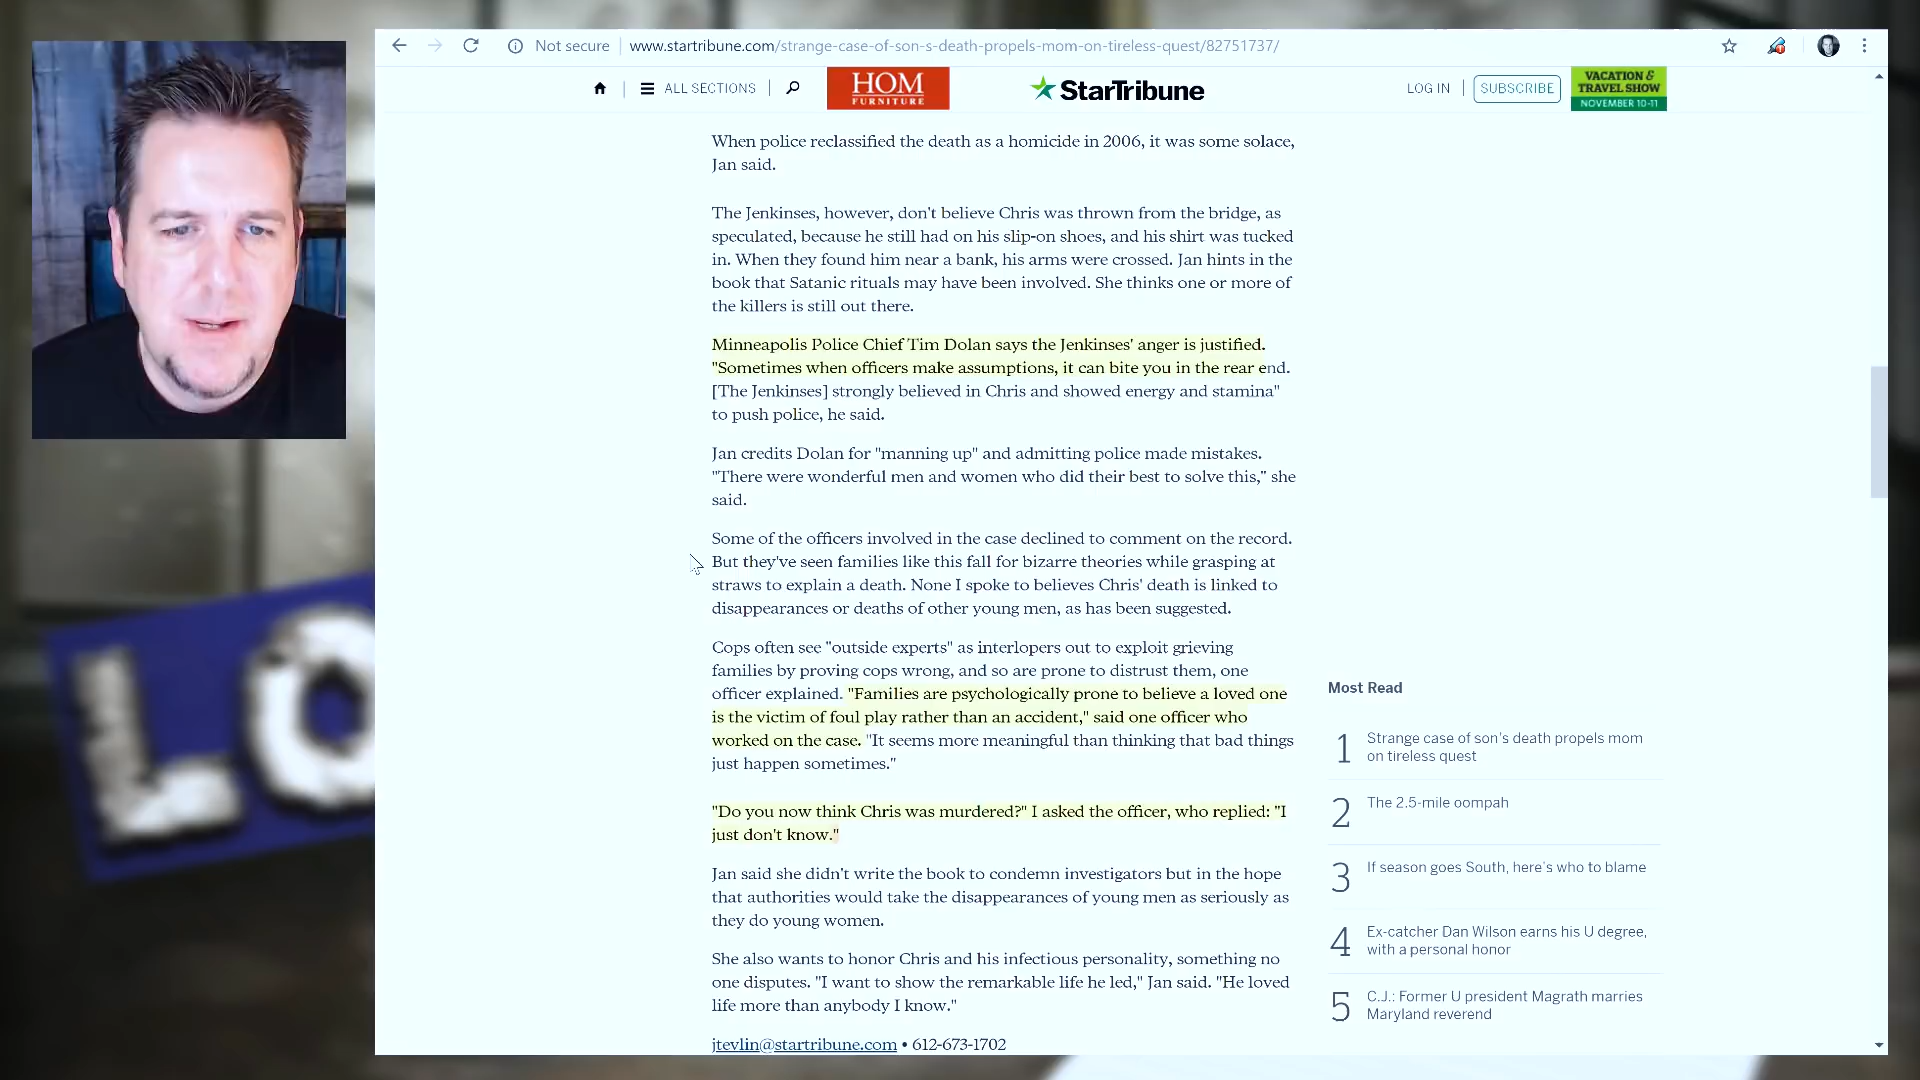 Not secure
www.startribune.com/strange-case-of-son-s-death-propels-mom-on-tireless-quest/82751737/
ALL SECTIONS
HOM
FURNITURE
StarTribune
LOG IN
SUBSCRIBE
VACATION &
TRAVEL SHOW
NOVEMBER 10-11
When police reclassified the death as a homicide in 2006, it was some solace,
Jan said.
The Jenkinses, however, don't believe Chris was thrown from the bridge, as
speculated, because he still had on his slip-on shoes, and his shirt was tucked
in. When they found him near a bank, his arms were crossed. Jan hints in the
book that Satanic rituals may have been involved. She thinks one or more of
the killers is still out there.
Minneapolis Police Chief Tim Dolan says the Jenkinses' anger is justified.
"Sometimes when officers make assumptions, it can bite you in the rear end.
[The Jenkinses] strongly believed in Chris and showed energy and stamina"
to push police, he said.
Jan credits Dolan for "manning up" and admitting police made mistakes.
"There were wonderful men and women who did their best to solve this," she
said.
Some of the officers involved in the case declined to comment on the record.
But they've seen families like this fall for bizarre theories while grasping at
straws to explain a death. None I spoke to believes Chris' death is linked to
disappearances or deaths of other young men, as has been suggested.
Cops often see "outside experts" as interlopers out to exploit grieving
families by proving cops wrong, and so are prone to distrust them, one
officer explained. "Families are psychologically prone to believe a loved one
is the victim of foul play rather than an accident," said one officer who
worked on the case. "It seems more meaningful than thinking that bad things
just happen sometimes."
"Do you now think Chris was murdered?" I asked the officer, who replied: "I
just don't know."
Jan said she didn't write the book to condemn investigators but in the hope
that authorities would take the disappearances of young men as seriously as
they do young women.
She also wants to honor Chris and his infectious personality, something no
one disputes. "I want to show the remarkable life he led," Jan said. "He loved
life more than anybody I know."
jtevlin@startribune.com • 612-673-1702
Most Read
1 Strange case of son's death propels mom
on tireless quest
2 The 2.5-mile oompah
3 If season goes South, here's who to blame
4 Ex-catcher Dan Wilson earns his U degree,
with a personal honor
5 C.J.: Former U president Magrath marries
Maryland reverend
LO